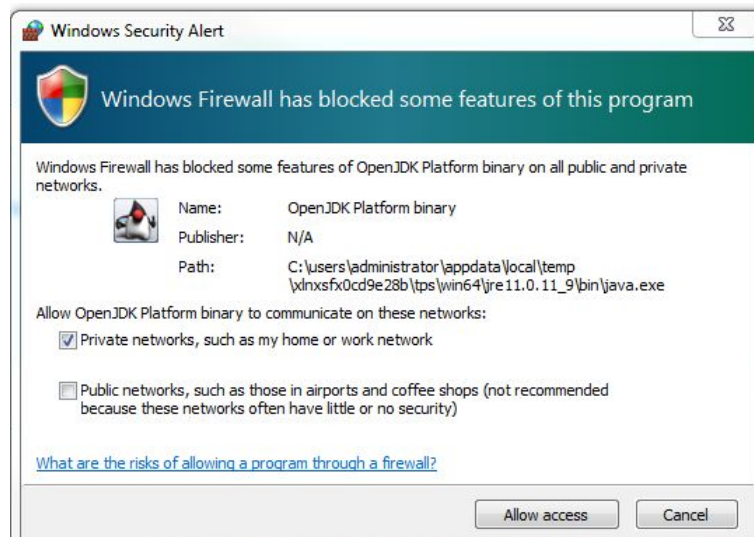 Windows Security Alert
Windows Firewall has blocked some features of this program
Windows Firewall has blocked some features of OpenJDK Platform binary on all public and private
networks.
Name: OpenJDK Platform binary
Publisher: N/A
Path: C:\users\administrator\appdata\local\temp
\xlnxsfx0cd9e28b\tps\win64\jre11.0.11_9\bin\java.exe
Allow OpenJDK Platform binary to communicate on these networks:
Private networks, such as my home or work network
Public networks, such as those in airports and coffee shops (not recommended
because these networks often have little or no security)
What are the risks of allowing a program through a firewall?
Allow access Cancel